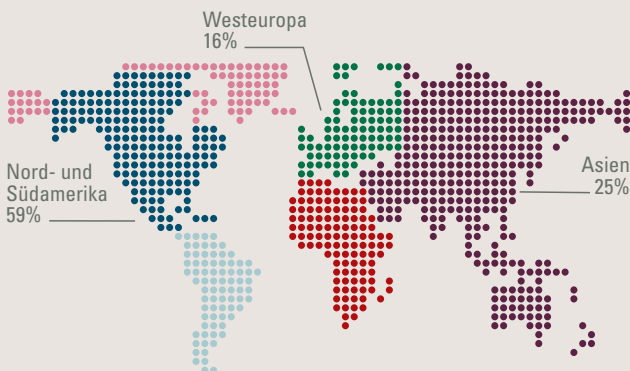 Westeuropa
16%
Nord- und
Südamerika
59%
Asien
25%